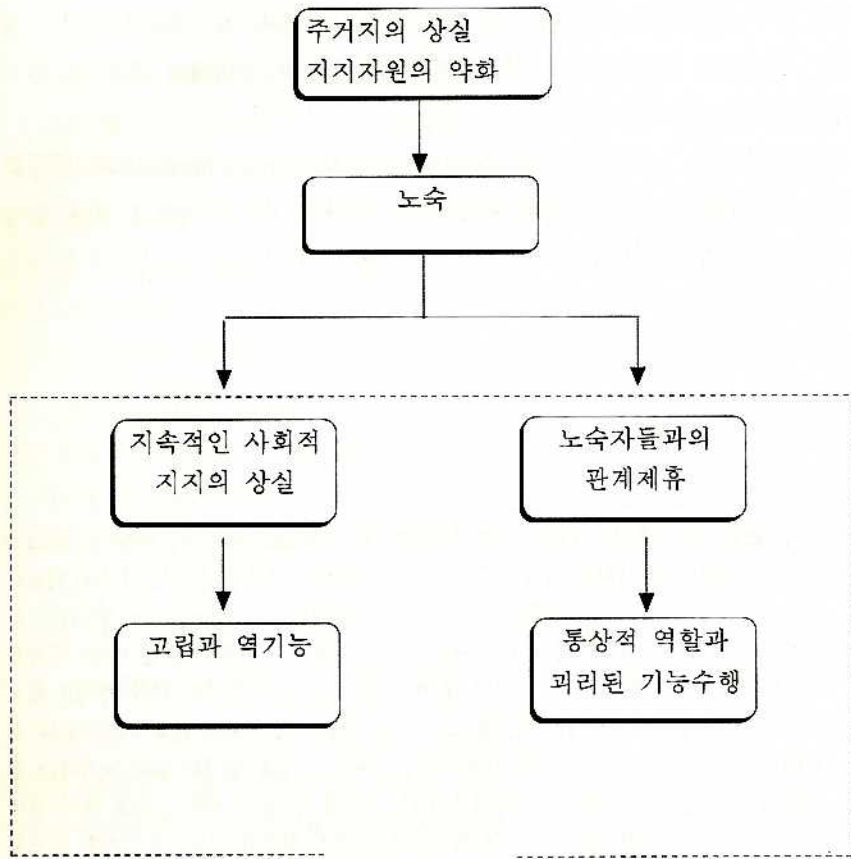 주거지의 상실
지지자원의 약화
노숙
지속적인 사회적
지지의 상실
노숙자들과의
관계제휴
고립과 역기능
통상적 역할과
괴리된 기능수행